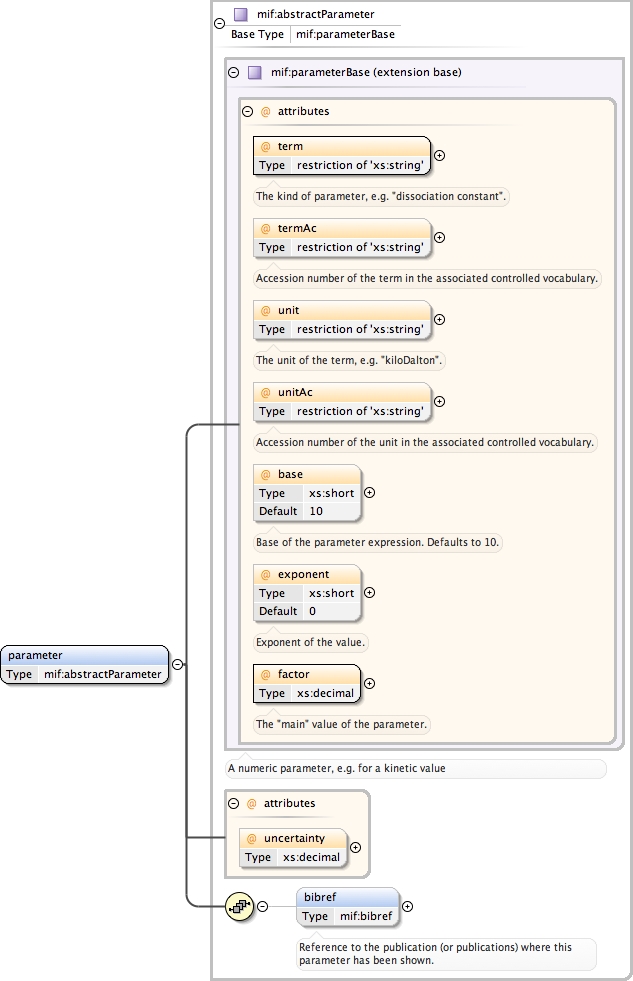 mif:abstractParameter
Base Type mif:parameterBase
mif:parameterBase (extension base)
@ attributes
@ term
Type restriction of 'xs:string'
The kind of parameter, e.g. "dissociation constant".
@ termAc
Type restriction of 'xs:string'
Accession number of the term in the associated controlled vocabulary.
@ unit
Type restriction of 'xs:string'
The unit of the term, e.g. "kiloDalton".
@ unitAc
Type restriction of 'xs:string'
Accession number of the unit in the associated controlled vocabulary.
@ base
Type xs:short
Default 10
Base of the parameter expression. Defaults to 10.
@ exponent
Type xs:short
Default 0
Exponent of the value.
@ factor
Type xs:decimal
The "main" value of the parameter.
parameter
Type mif:abstractParameter
A numeric parameter, e.g. for a kinetic value
@ attributes
@ uncertainty
Type xs:decimal
bibref
Type mif:bibref
Reference to the publication (or publications) where this
parameter has been shown.